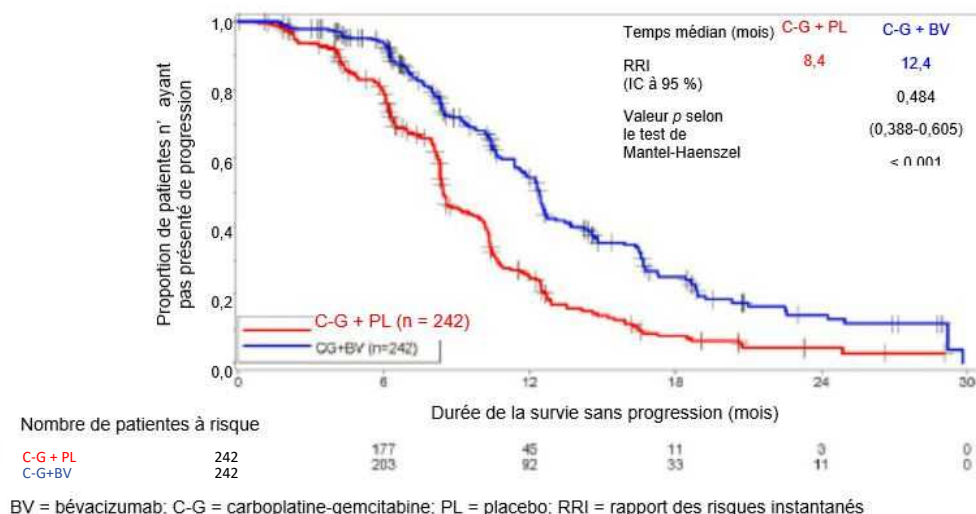 Proportion de patientes n' ayant
pas présenté de progression
1,0
0,8
0,6
0,4
0,2
0,0
Temps médian (mois) C-G + PL C-G + BV
8,4 12,4
RRI
(IC à 95 %)
0,484
(0,388-0,605)
Valeur p selon
le test de
Mantel-Haenszel
< 0,001
C-G + PL (n = 242)
CG+BV (n=242)
0 6 12 18 24 30
Durée de la survie sans progression (mois)
Nombre de patientes à risque
C-G + PL 242 177 45 11 3 0
C-G+BV 242 203 92 33 11 0
BV = bévacizumab; C-G = carboplatine-gemcitabine; PL = placebo; RRI = rapport des risques instantanés